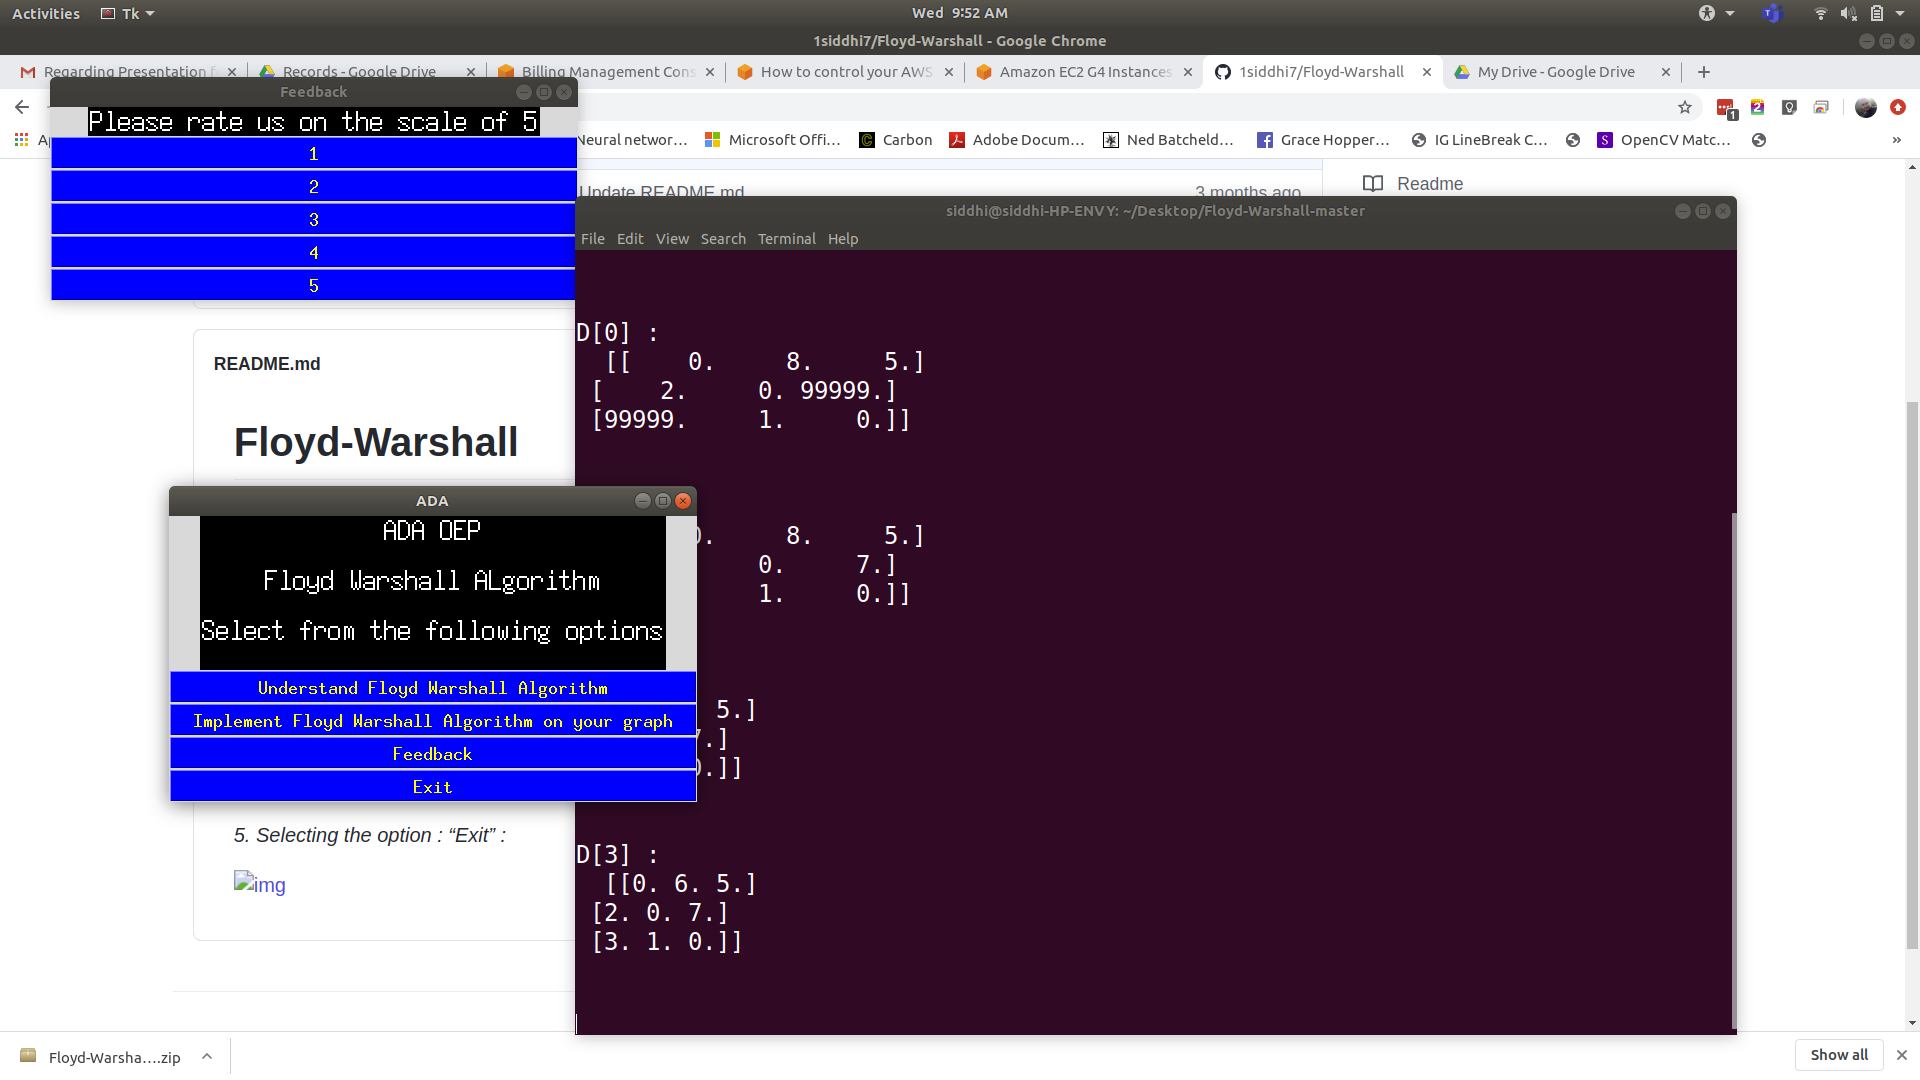 Activities Tk Wed 9:52 AM
1siddhi7/Floyd-Warshall - Google Chrome
Regarding Presentation Records - Google Drive Billing Management Cons How to control your AWS Amazon EC2 G4 Instances 1siddhi7/Floyd-Warshall My Drive - Google Drive
Feedback
Please rate us on the scale of 5
1
2
3
4
5
Neural networ… Microsoft Offi… Carbon Adobe Docum… Ned Batcheld… Grace Hopper… IG LineBreak C… OpenCV Matc… »
Update README.md 3 months ago Readme
siddhi@siddhi-HP-ENVY: ~/Desktop/Floyd-Warshall-master
File Edit View Search Terminal Help
D[0] :
[[ 0. 8. 5.]
[ 2. 0. 99999.]
[99999. 1. 0.]]
8. 5.]
0. 7.]
1. 0.]]
5.]
.]
.]]
D[3] :
[[0. 6. 5.]
[2. 0. 7.]
[3. 1. 0.]]
README.md
Floyd-Warshall
ADA
ADA OEP
Floyd Warshall ALgorithm
Select from the following options
Understand Floyd Warshall Algorithm
Implement Floyd Warshall Algorithm on your graph
Feedback
Exit
5. Selecting the option : “Exit” :
img
Floyd-Warsha....zip Show all